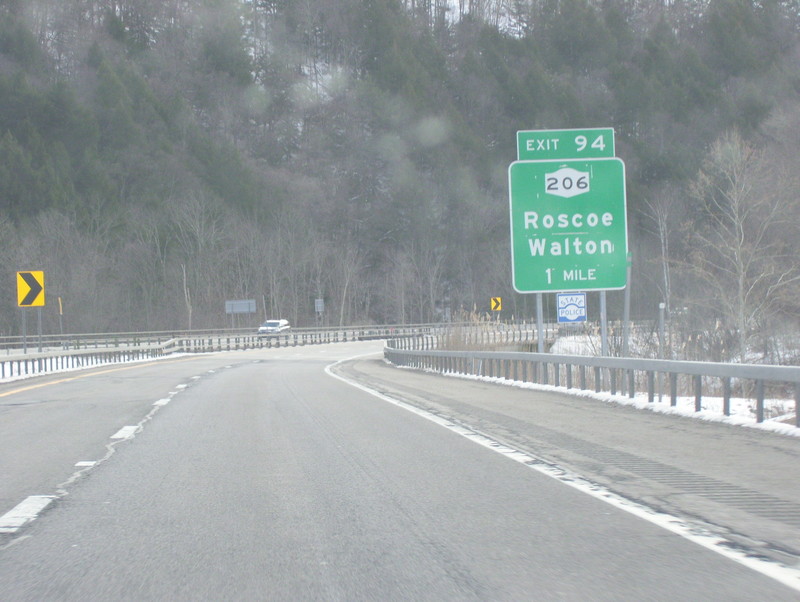 EXIT 94
206
Roscoe
Walton
1 MILE
STATE
POLICE